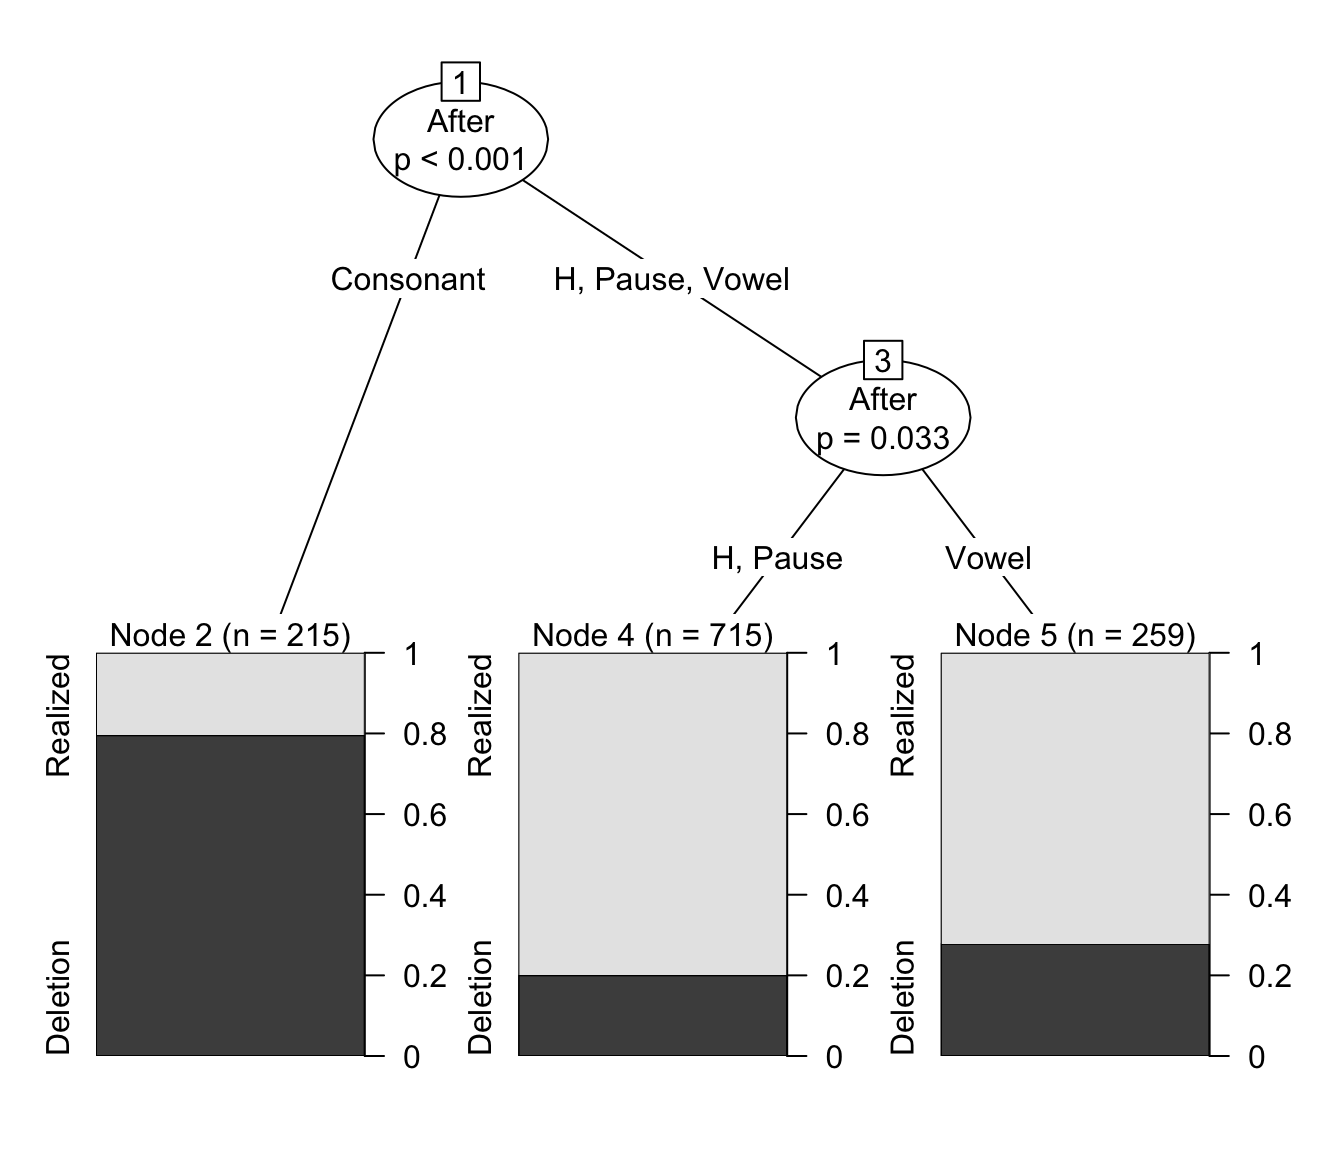 1
After
p < 0.001
Consonant
H, Pause, Vowel
3
After
p = 0.033
H, Pause
Vowel
Node 2 (n = 215)
Realized
Deletion
1
0.8
0.6
0.4
0.2
0
Node 4 (n = 715)
Realized
Deletion
1
0.8
0.6
0.4
0.2
0
Node 5 (n = 259)
Realized
Deletion
1
0.8
0.6
0.4
0.2
0